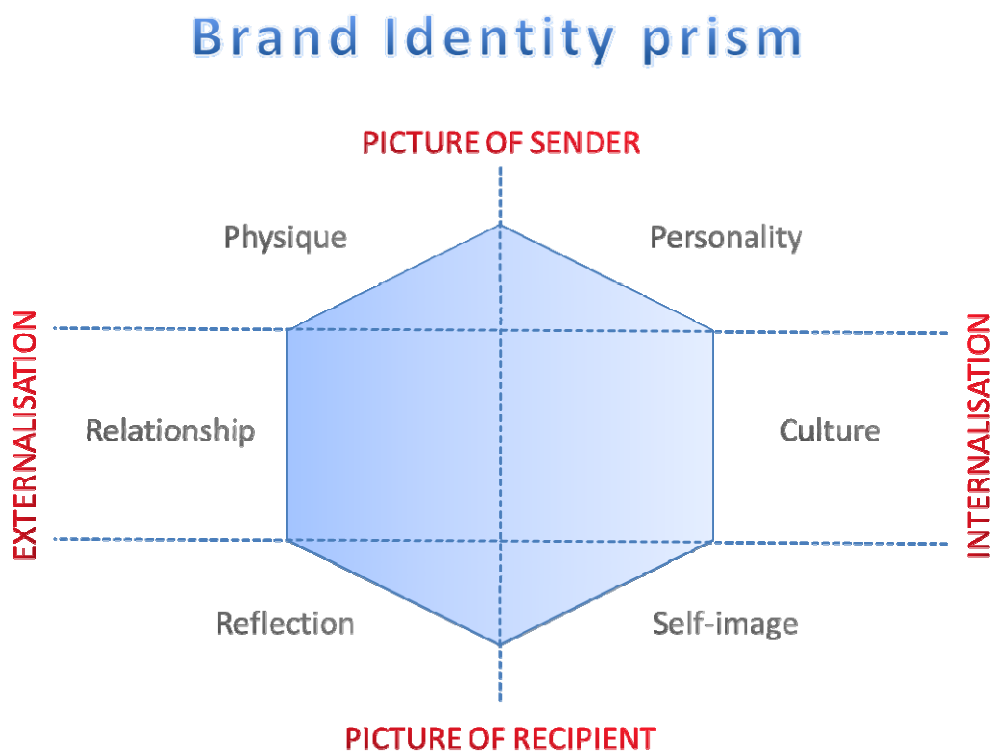 Brand Identity prism
PICTURE OF SENDER
Physique
Personality
EXTERNALISATION
INTERNALISATION
Relationship
Culture
Reflection
Self-image
PICTURE OF RECIPIENT